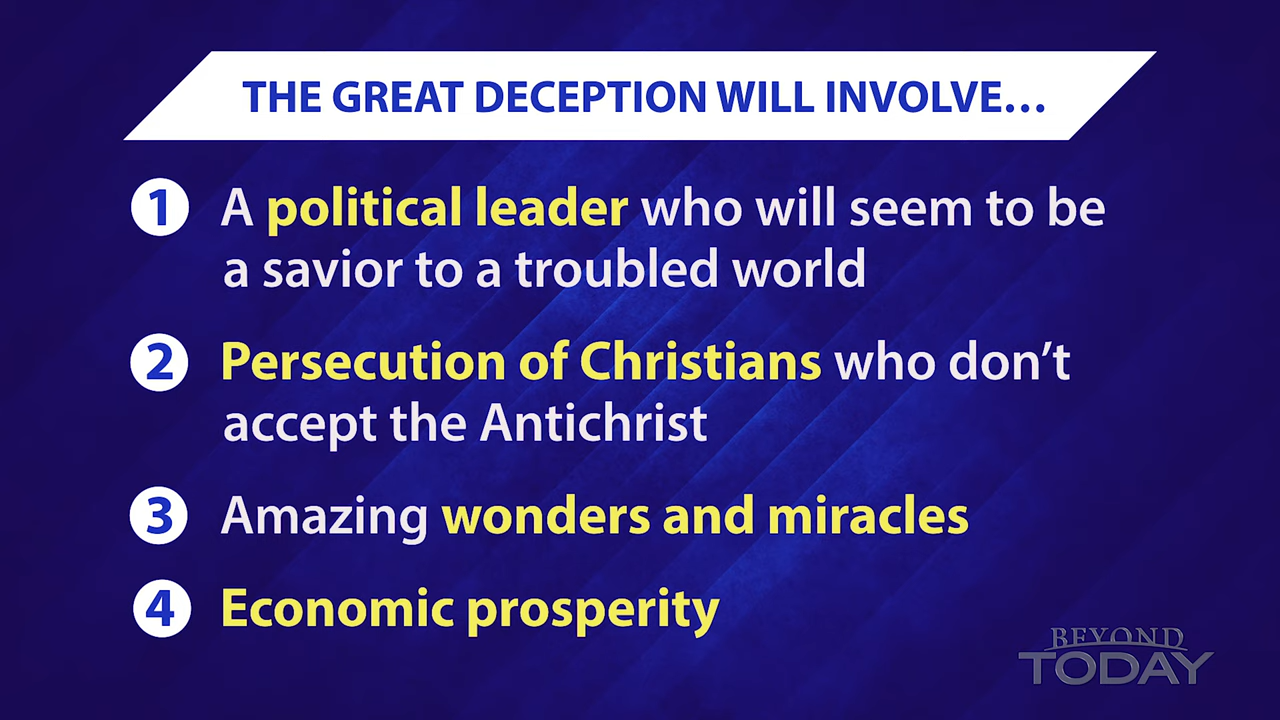 THE GREAT DECEPTION WILL INVOLVE…
1 A political leader who will seem to be
a savior to a troubled world
2 Persecution of Christians who don’t
accept the Antichrist
3 Amazing wonders and miracles
4 Economic prosperity
BEYOND
TODAY